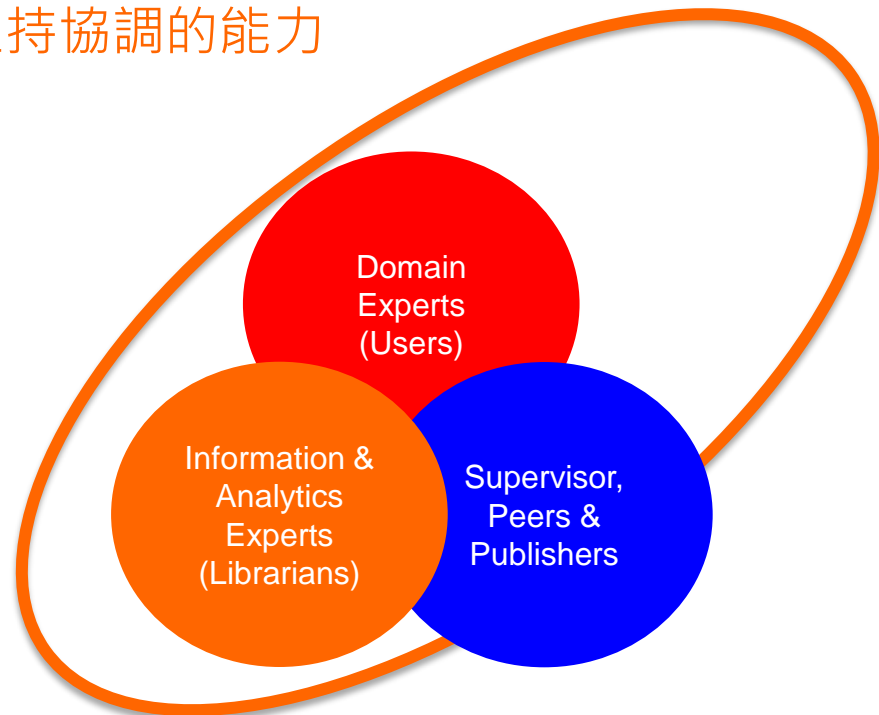 持協調的能力
Domain
Experts
(Users)
Information &
Analytics
Experts
(Librarians)
Supervisor,
Peers &
Publishers